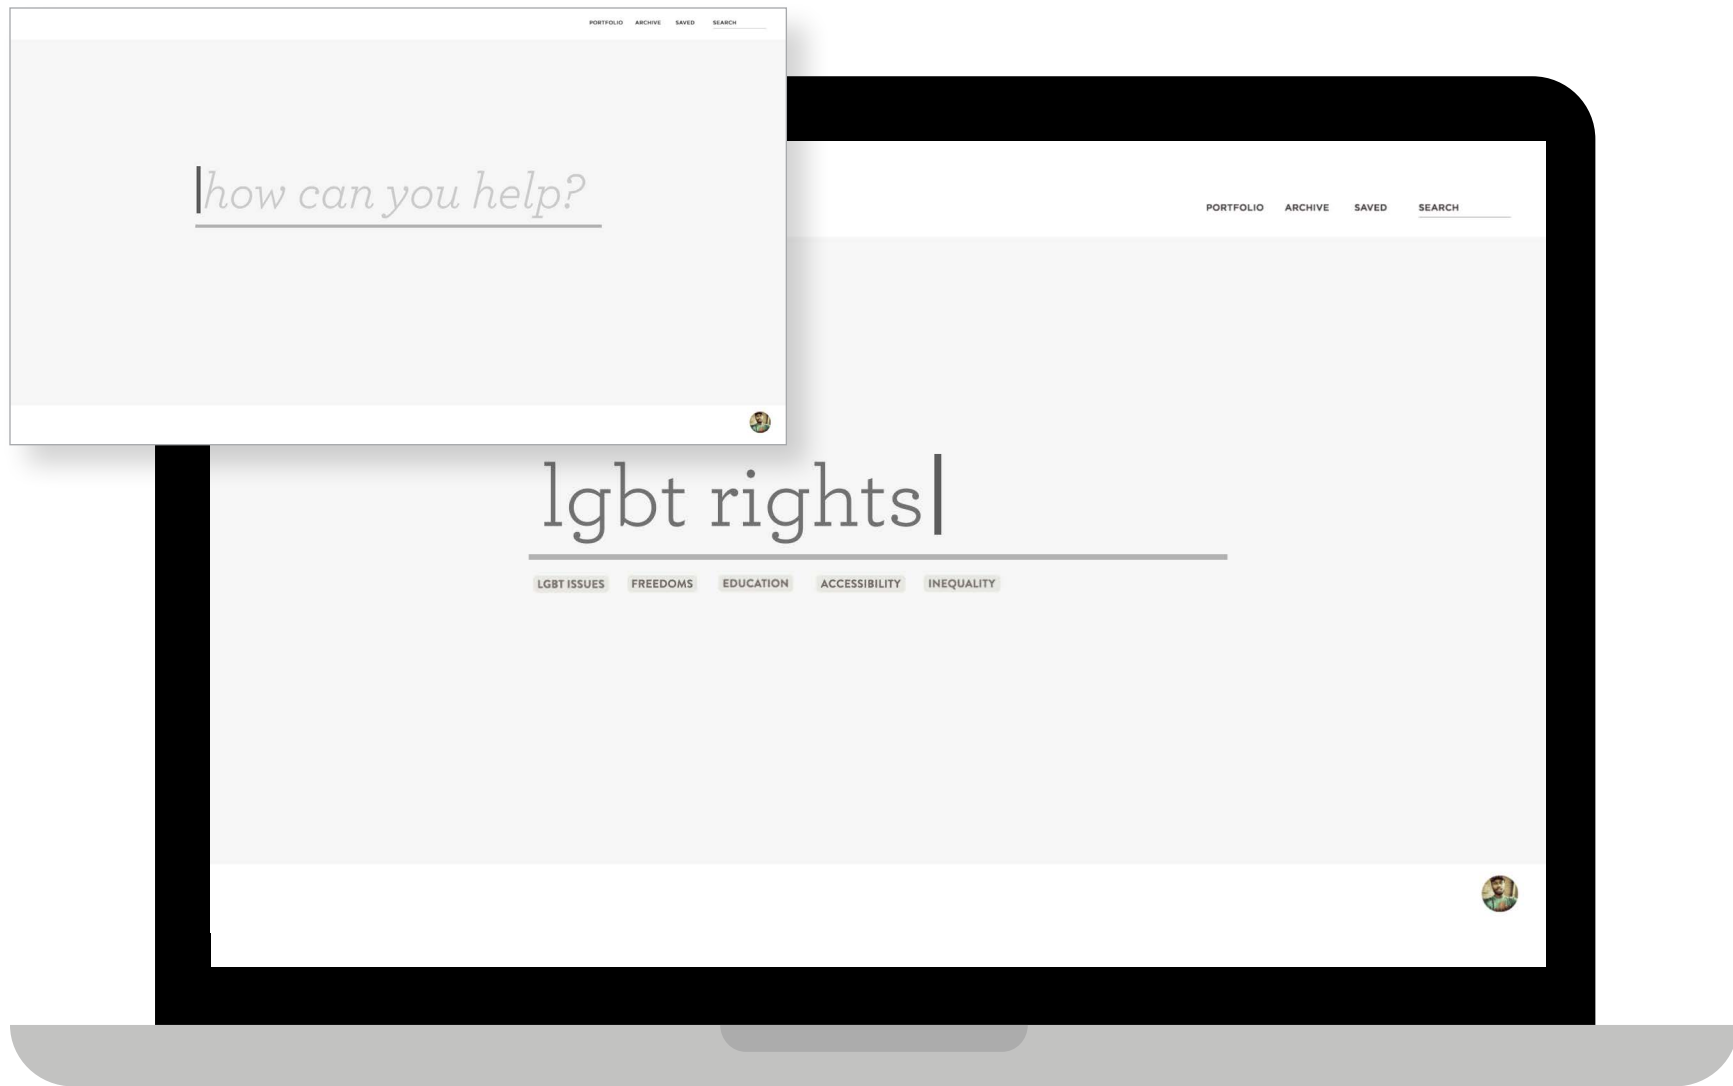 PORTFOLIO ARCHIVE SAVED SEARCH
how can you help?
PORTFOLIO ARCHIVE SAVED SEARCH
lgbt rights
LGBT ISSUES FREEDOMS EDUCATION ACCESSIBILITY INEQUALITY